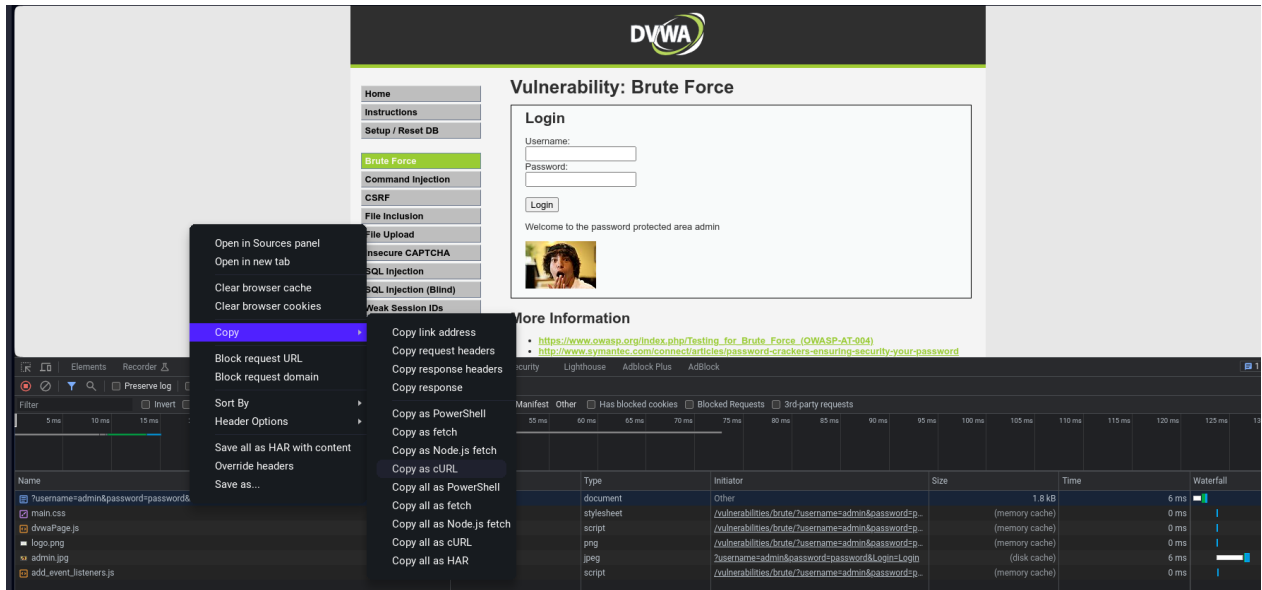 DVWA
Vulnerability: Brute Force
Home
Instructions
Setup / Reset DB
Brute Force
Command Injection
CSRF
File Inclusion
File Upload
Insecure CAPTCHA
SQL Injection
SQL Injection (Blind)
Weak Session IDs
Login
Username:
Password:
Login
Welcome to the password protected area admin
More Information
https://www.owasp.org/index.php/Testing_for_Brute_Force_(OWASP-AT-004)
http://www.symantec.com/connect/articles/password-crackers-ensuring-security-your-password
Open in Sources panel
Open in new tab
Clear browser cache
Clear browser cookies
Copy
Block request URL
Block request domain
Sort By
Header Options
Save all as HAR with content
Override headers
Save as...
Copy link address
Copy request headers
Copy response headers
Copy response
Copy as PowerShell
Copy as fetch
Copy as Node.js fetch
Copy as cURL
Copy all as PowerShell
Copy all as fetch
Copy all as Node.js fetch
Copy all as cURL
Copy all as HAR
Elements Recorder ecurity Lighthouse Adblock Plus AdBlock 1
Preserve log
Filter Invert Manifest Other Has blocked cookies Blocked Requests 3rd-party requests
5 ms 10 ms 15 ms 55 ms 60 ms 65 ms 70 ms 75 ms 80 ms 85 ms 90 ms 95 ms 100 ms 105 ms 110 ms 115 ms 120 ms 125 ms 13
Name Type Initiator Size Time Waterfall
?username=admin&password=password& document Other 1.8 kB 6 ms
main.css stylesheet /vulnerabilities/brute/?username=admin&password=p... (memory cache) 0 ms
dvwaPage.js script /vulnerabilities/brute/?username=admin&password=p... (memory cache) 0 ms
logo.png png /vulnerabilities/brute/?username=admin&password=p... (memory cache) 0 ms
admin.jpg jpeg ?username=admin&password=password&Login=Login (disk cache) 6 ms
add_event_listeners.js script /vulnerabilities/brute/?username=admin&password=p... (memory cache) 0 ms